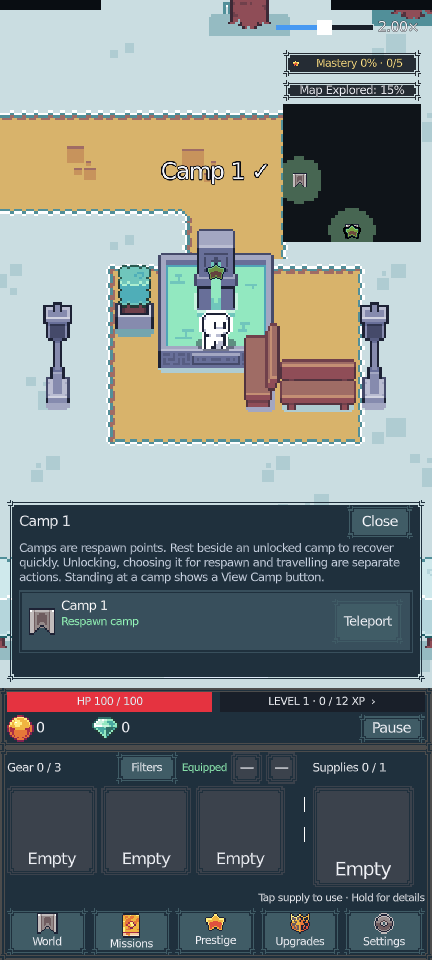 2.00×
Mastery 0% · 0/5
Map Explored: 15%
Camp 1 ✓
Camp 1
Close
Camps are respawn points. Rest beside an unlocked camp to recover
quickly. Unlocking, choosing it for respawn and travelling are separate
actions. Standing at a camp shows a View Camp button.
Camp 1
Respawn camp
Teleport
HP 100 / 100
LEVEL 1 · 0 / 12 XP ›
0
0
Pause
Gear 0 / 3
Filters
Equipped
—
—
Supplies 0 / 1
Empty
Empty
Empty
Empty
Tap supply to use · Hold for details
World
Missions
Prestige
Upgrades
Settings